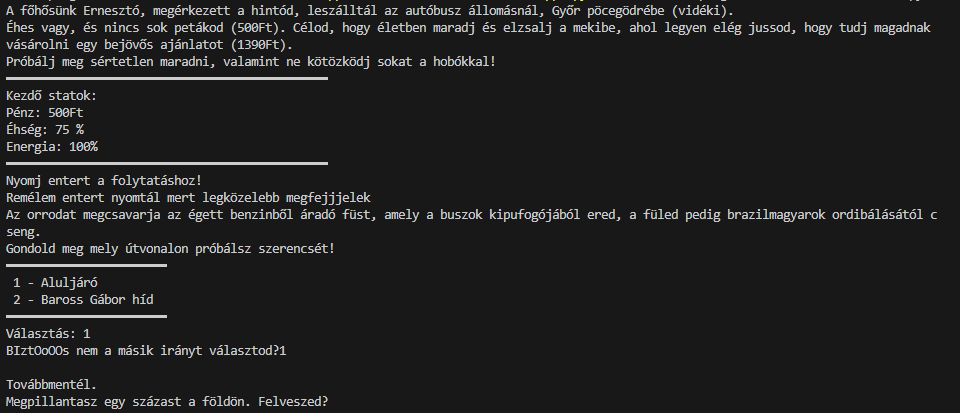 A főhősünk Ernesztó, megérkezett a hintód, leszálltál az autóbusz állomásnál, Győr pöcegödrébe (vidéki).
Éhes vagy, és nincs sok petákod (500Ft). Célod, hogy életben maradj és elzsalj a mekibe, ahol legyen elég jussod, hogy tudj magadnak
vásárolni egy bejövős ajánlatot (1390Ft).
Próbálj meg sértetlen maradni, valamint ne kötözködj sokat a hobókkal!
Kezdő statok:
Pénz: 500Ft
Éhség: 75 %
Energia: 100%
Nyomj entert a folytatáshoz!
Remélem entert nyomtál mert legközelebb megfejjjelek
Az orrodat megcsavarja az égett benzinből áradó füst, amely a buszok kipufogójából ered, a füled pedig brazilmagyarok ordibálásától c
seng.
Gondold meg mely útvonalon próbálsz szerencsét!
1 - Aluljáró
2 - Baross Gábor híd
Választás: 1
BIztOoOOs nem a másik irányt választod?1
Továbbmentél.
Megpillantasz egy százast a földön. Felveszed?